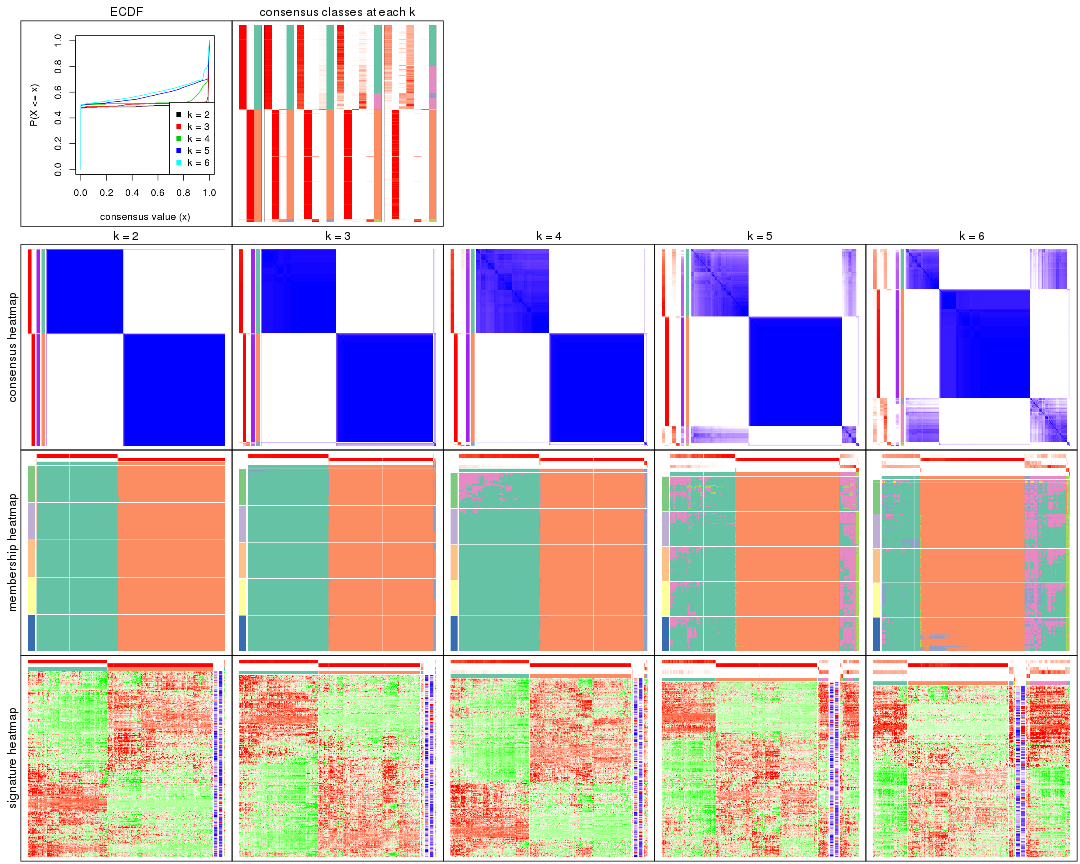 ECDF
consensus classes at each k
P(X <= x)
0.0 0.2 0.4 0.6 0.8 1.0
k = 2
k = 3
k = 4
k = 5
k = 6
0.0 0.2 0.4 0.6 0.8 1.0
consensus value (x)
k = 2
k = 3
k = 4
k = 5
k = 6
consensus heatmap
membership heatmap
signature heatmap